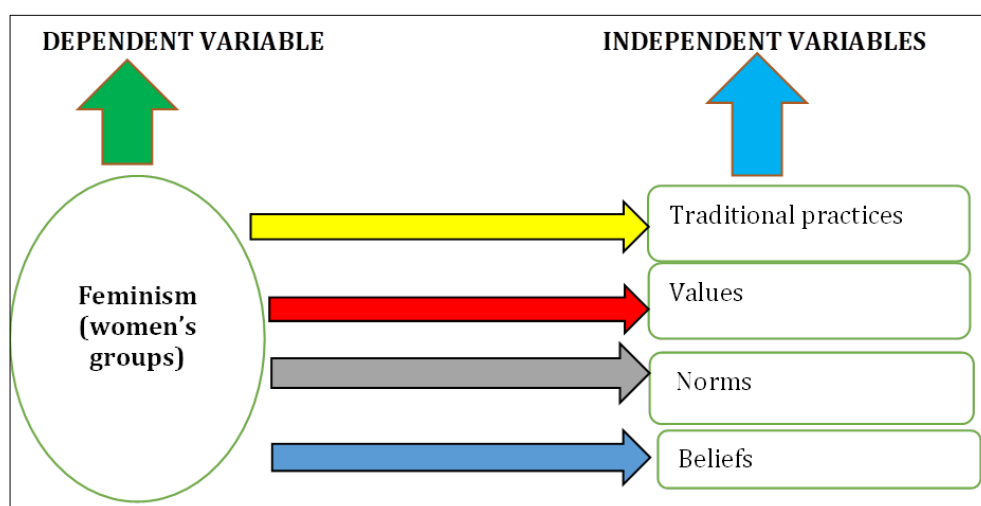 DEPENDENT VARIABLE
INDEPENDENT VARIABLES
Feminism
(women’s
groups)
Traditional practices
Values
Norms
Beliefs